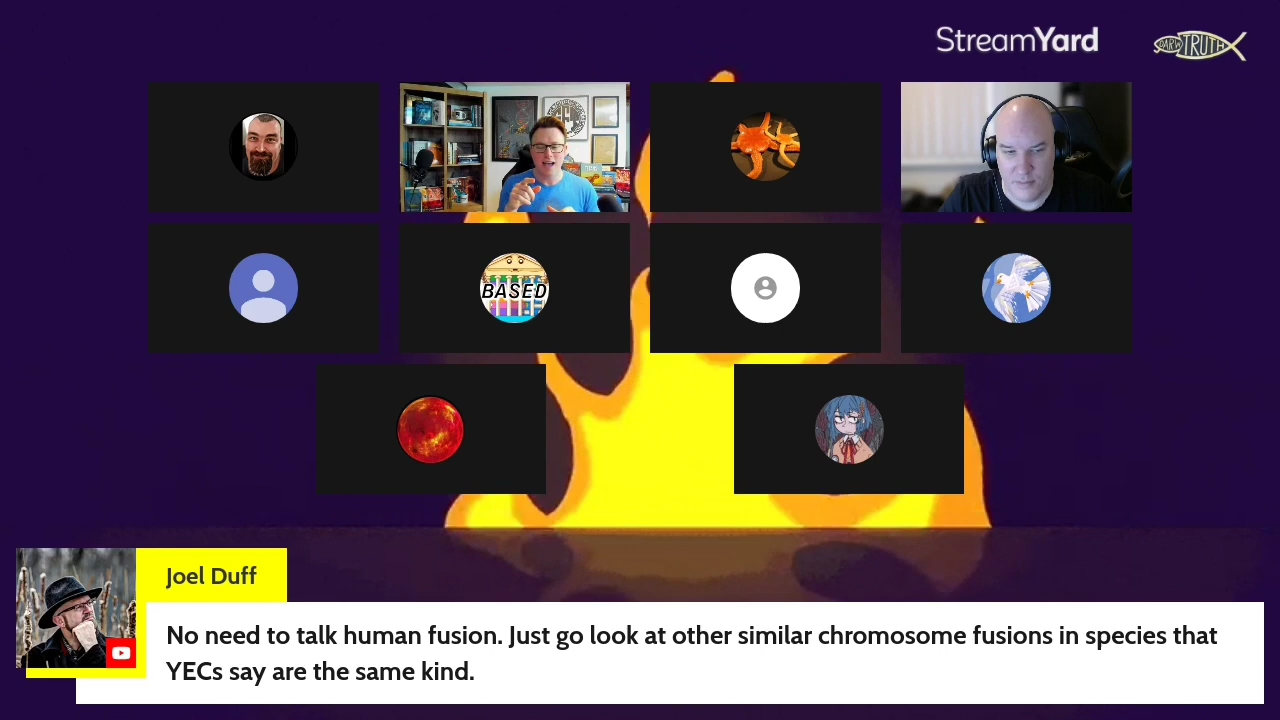 StreamYard
DARW TRUTH
BASED
Joel Duff
No need to talk human fusion. Just go look at other similar chromosome fusions in species that
YECs say are the same kind.